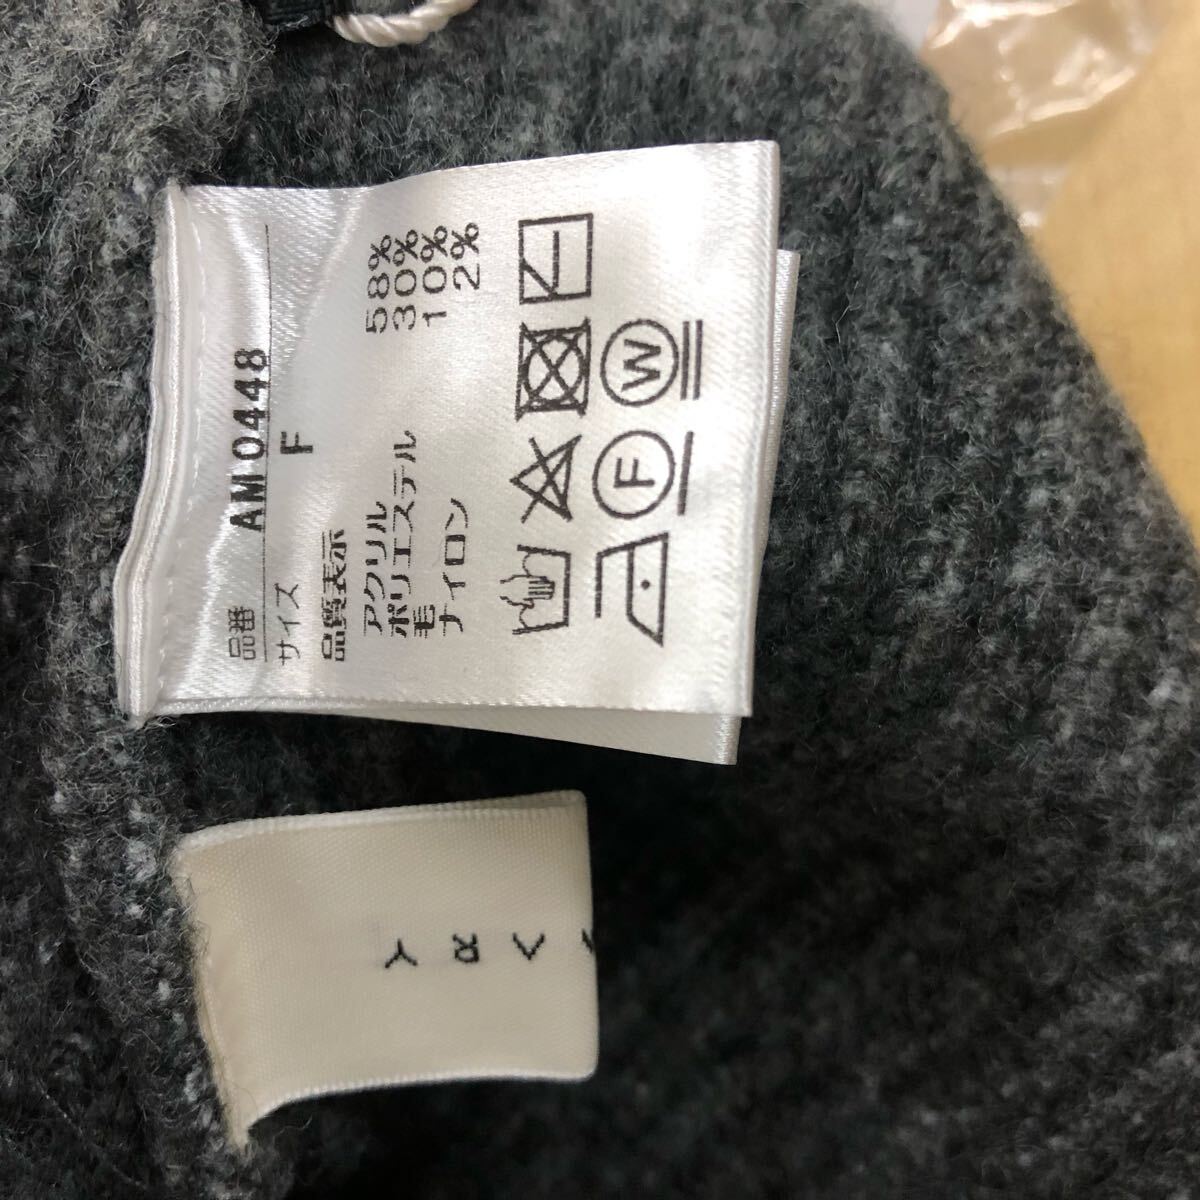 品番 AM0448
サイズ F
品質表示
アクリル 58%
ポリエステル 30%
毛 10%
ナイロン 2%
F
W